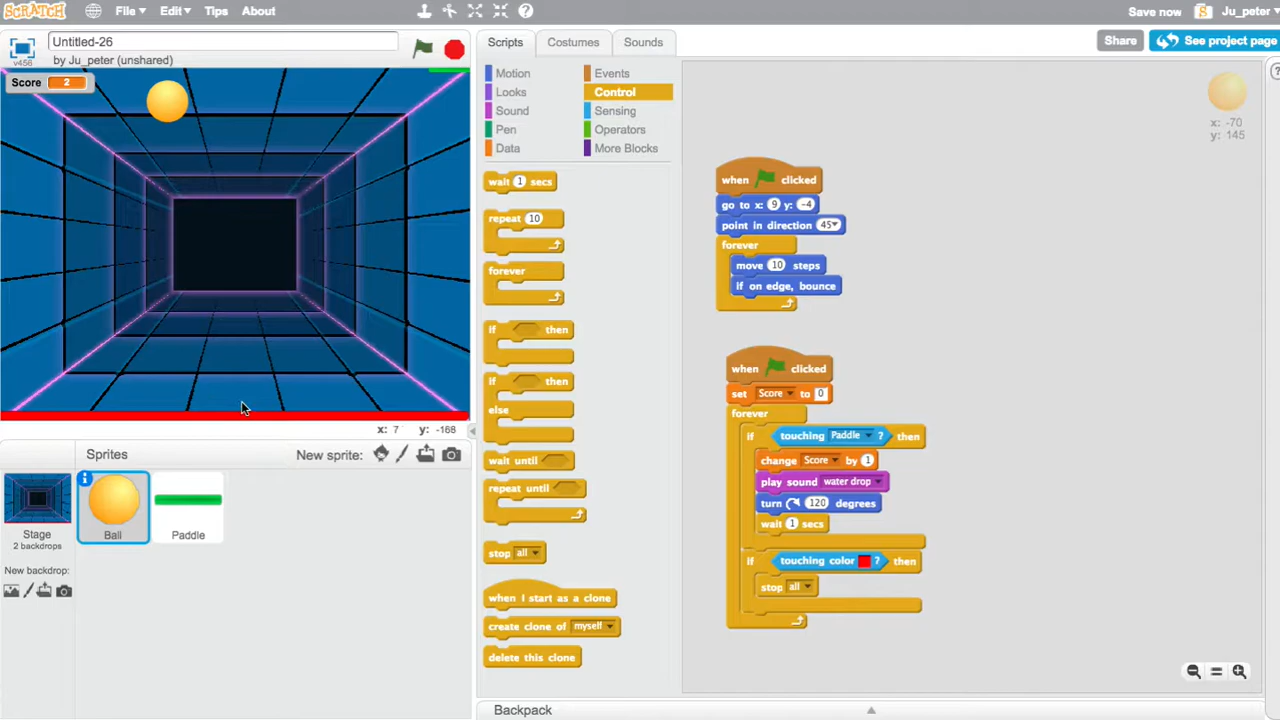 SCRATCH File Edit Tips About Save now Ju_peter
v456 Untitled-26
by Ju_peter (unshared)
Scripts Costumes Sounds
Share See project page
Score 2
Motion Events
Looks Control
Sound Sensing
Pen Operators
Data More Blocks
wait 1 secs
repeat 10
forever
if then
if then
else
wait until
repeat until
stop all
when I start as a clone
create clone of myself
delete this clone
x: -70
y: 145
when clicked
go to x: 9 y: -4
point in direction 45
forever
move 10 steps
if on edge, bounce
when clicked
set Score to 0
forever
if touching Paddle ? then
change Score by 1
play sound water drop
turn 120 degrees
wait 1 secs
if touching color ? then
stop all
x: 7 y: -168
Sprites New sprite:
Stage
2 backdrops
New backdrop:
Ball
Paddle
Backpack